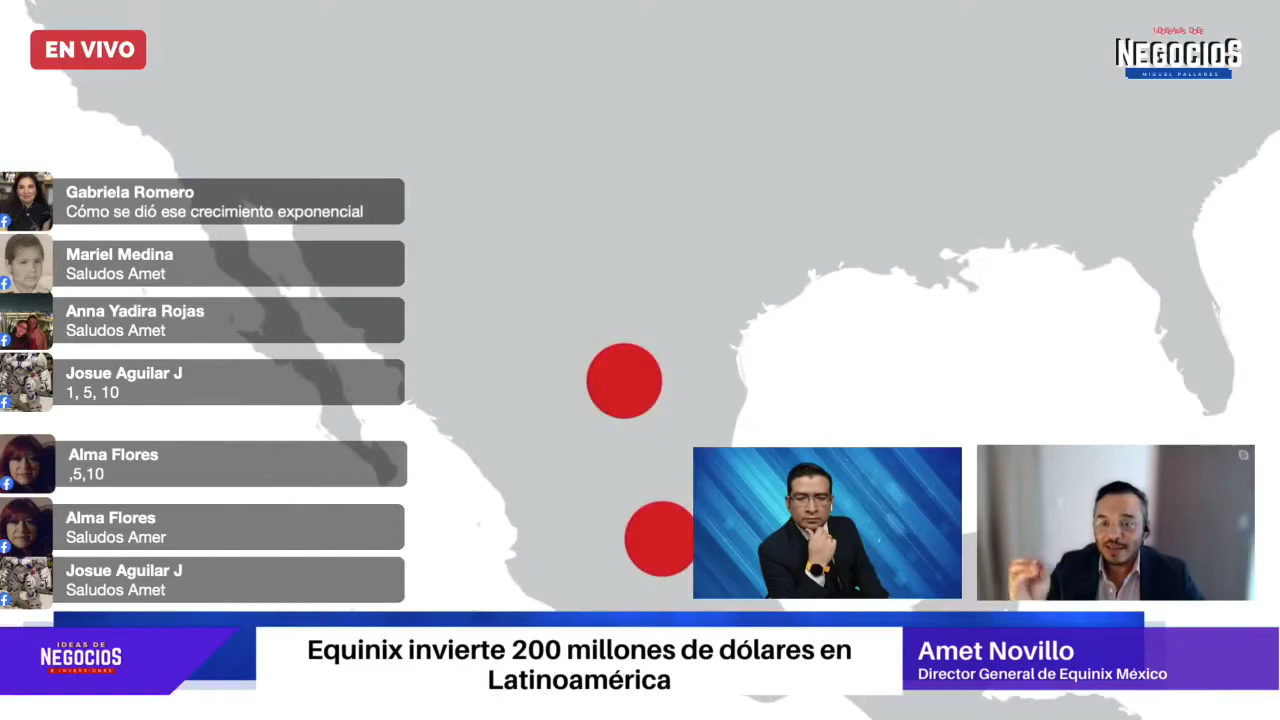 EN VIVO
IDEAS DE
NEGOCIOS
MIGUEL PALLARES
Gabriela Romero
Cómo se dió ese crecimiento exponencial
Mariel Medina
Saludos Amet
Anna Yadira Rojas
Saludos Amet
Josue Aguilar J
1, 5, 10
Alma Flores
,5,10
Alma Flores
Saludos Amer
Josue Aguilar J
Saludos Amet
IDEAS DE
NEGOCIOS
E INVERSIONES
Equinix invierte 200 millones de dólares en
Latinoamérica
Amet Novillo
Director General de Equinix México